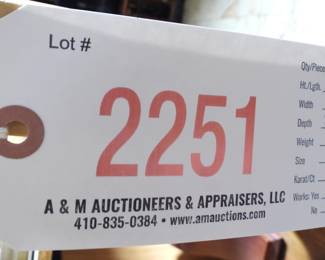 Lot #
2251
A & M AUCTIONEERS & APPRAISERS, LLC
410-835-0384 • www.amauctions.com
Qty/Piece
Ht./Lgth.
Width
Depth
Weight
Size
Karat/Ct
Works: Yes
No